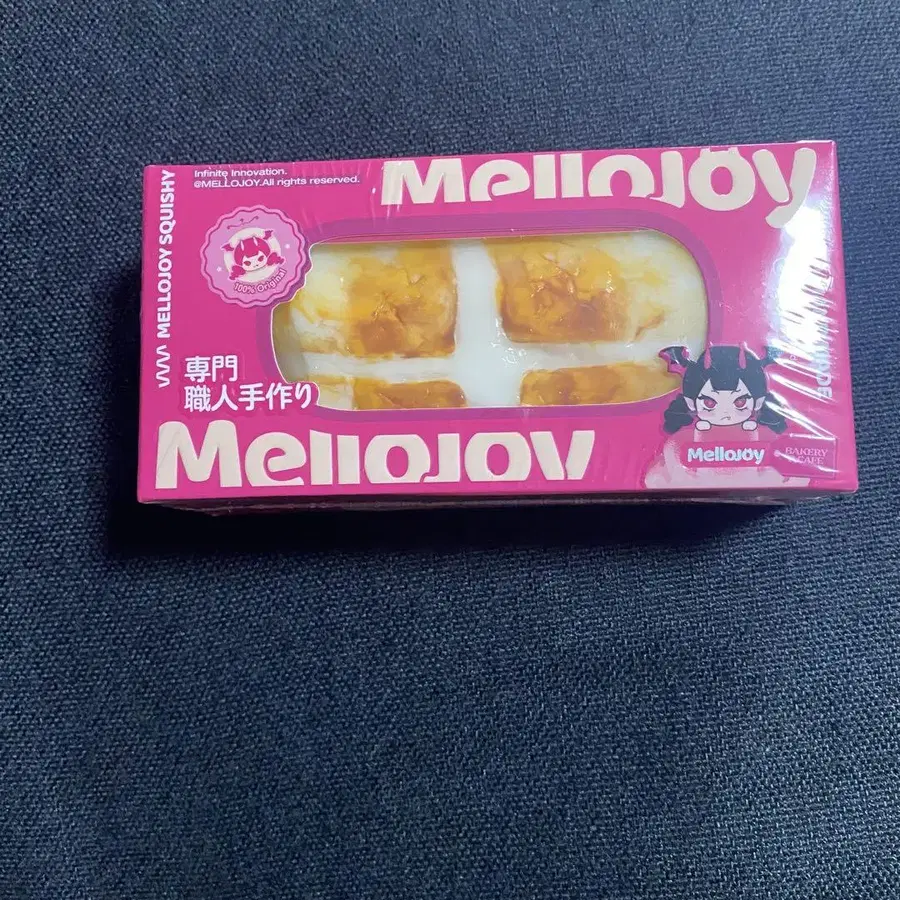 Infinite Innovation.
@MELLOJOY.All rights reserved.
MelloJOY
MELLOJOY SQUISHY
100% Original
専門
職人手作り
MelloJOY
MelloJOY
BAKERY
CAFE